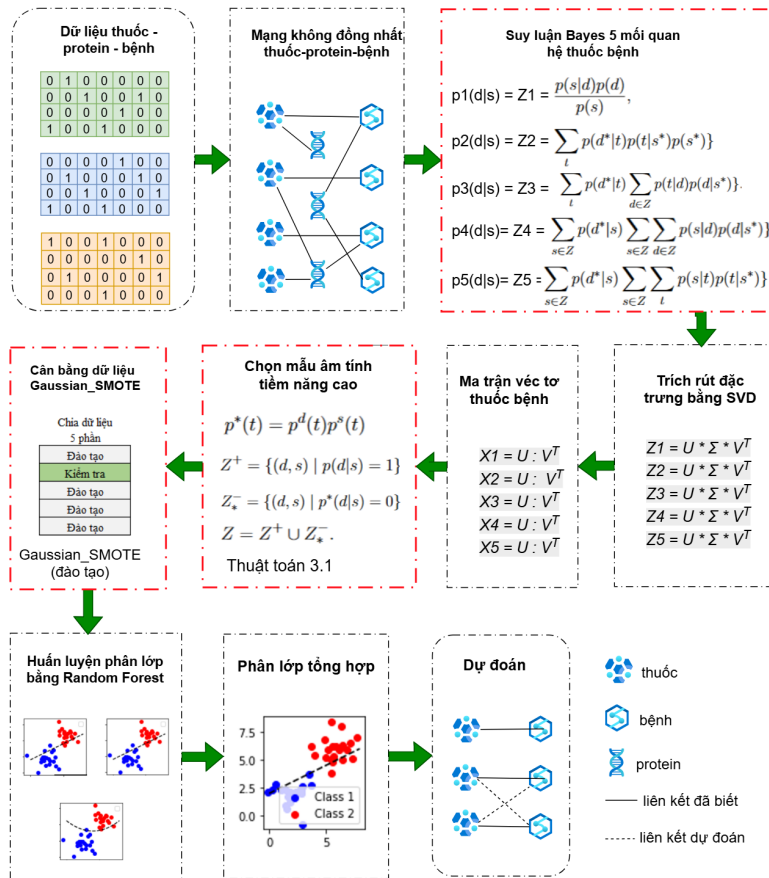 Dữ liệu thuốc -
protein - bệnh
0 1 0 0 0 0 0
0 0 1 0 0 1 0
0 0 0 0 1 0 0
1 0 0 1 0 0 0
0 0 0 0 1 0 0
0 1 0 0 0 1 0
0 0 1 0 0 0 1
1 0 0 1 0 0 0
1 0 0 1 0 0 0
0 0 0 0 0 1 0
0 1 0 0 0 0 1
0 0 1 0 1 0 0
Mạng không đồng nhất
thuốc-protein-bệnh
Suy luận Bayes 5 mối quan
hệ thuốc bệnh
p1(d|s) = Z1 = p(s|d)p(d) / p(s),
p2(d|s) = Z2 = ∑_t p(d*|t)p(t|s*)p(s*)}
p3(d|s) = Z3 = ∑_t p(d*|t) ∑_{d∈Z} p(t|d)p(d|s*)}.
p4(d|s)= Z4 = ∑_{s∈Z} p(d*|s) ∑_{s∈Z} ∑_{d∈Z} p(s|d)p(d|s*)}
p5(d|s)= Z5 = ∑_{s∈Z} p(d*|s) ∑_{s∈Z} ∑_t p(s|t)p(t|s*)}
Cân bằng dữ liệu
Gaussian_SMOTE
Chia dữ liệu
5 phần
Đào tạo
Kiểm tra
Đào tạo
Đào tạo
Đào tạo
Gaussian_SMOTE
(đào tạo)
Chọn mẫu âm tính
tiềm năng cao
p*(t) = p^d(t)p^s(t)
Z⁺ = {(d, s) | p(d|s) = 1}
Z⁻_* = {(d, s) | p*(d|s) = 0}
Z = Z⁺ ∪ Z⁻_*.
Thuật toán 3.1
Ma trận véc tơ
thuốc bệnh
X1 = U : V^T
X2 = U : V^T
X3 = U : V^T
X4 = U : V^T
X5 = U : V^T
Trích rút đặc
trưng bằng SVD
Z1 = U * Σ * V^T
Z2 = U * Σ * V^T
Z3 = U * Σ * V^T
Z4 = U * Σ * V^T
Z5 = U * Σ * V^T
Huấn luyện phân lớp
bằng Random Forest
Phân lớp tổng hợp
7.5
5.0
2.5
0.0
0 5
Class 1
Class 2
Dự đoán
thuốc
bệnh
protein
liên kết đã biết
liên kết dự đoán